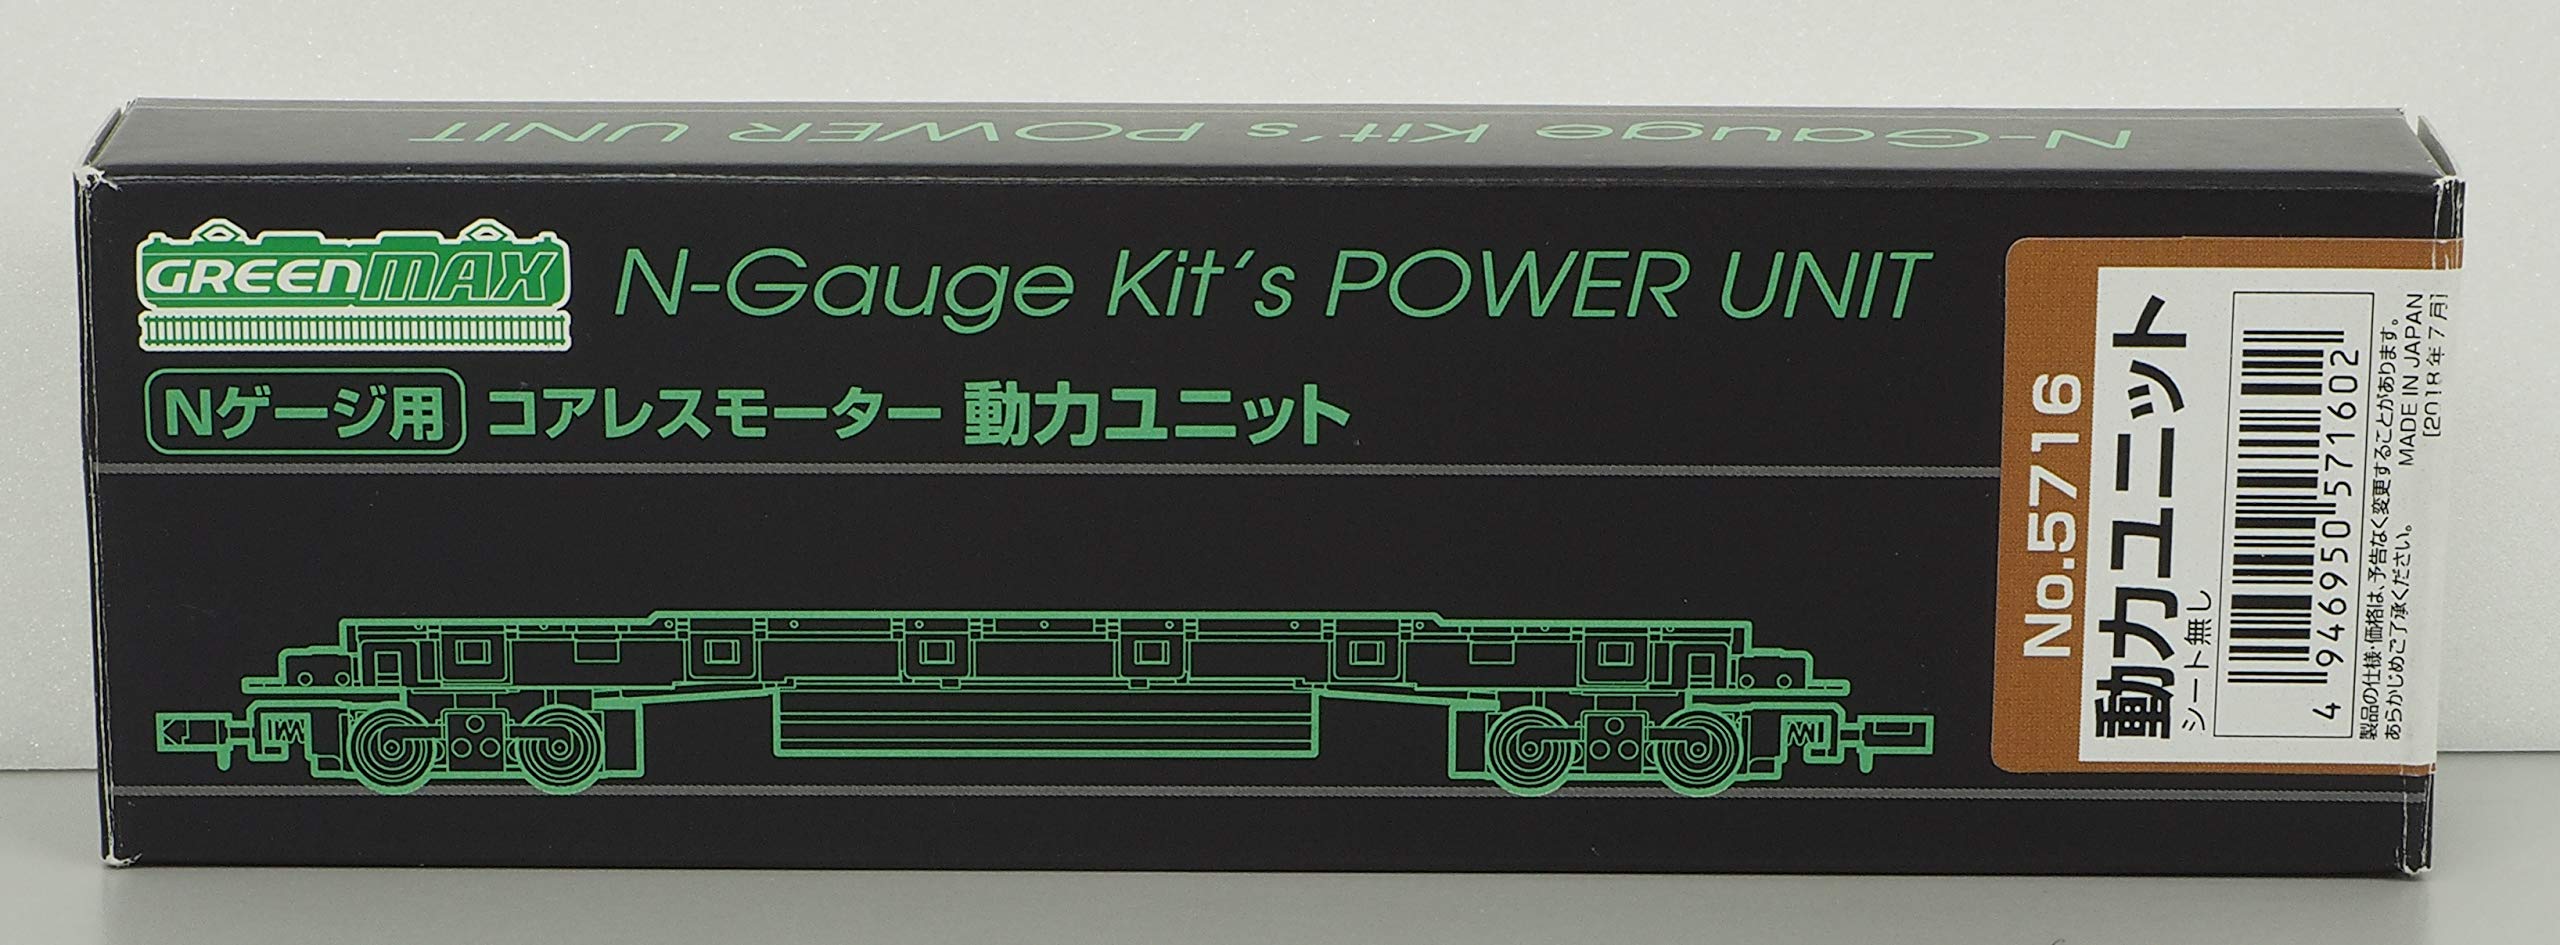 N-Gauge Kit's POWER UNIT
GREENMAX
N-Gauge Kit's POWER UNIT
Nゲージ用 コアレスモーター 動力ユニット
No.5716
動力ユニット
シート無し
4 946950 571602
製品の仕様・価格は、予告なく変更することがあります。
あらかじめご了承ください。
MADE IN JAPAN
[2018年7月]